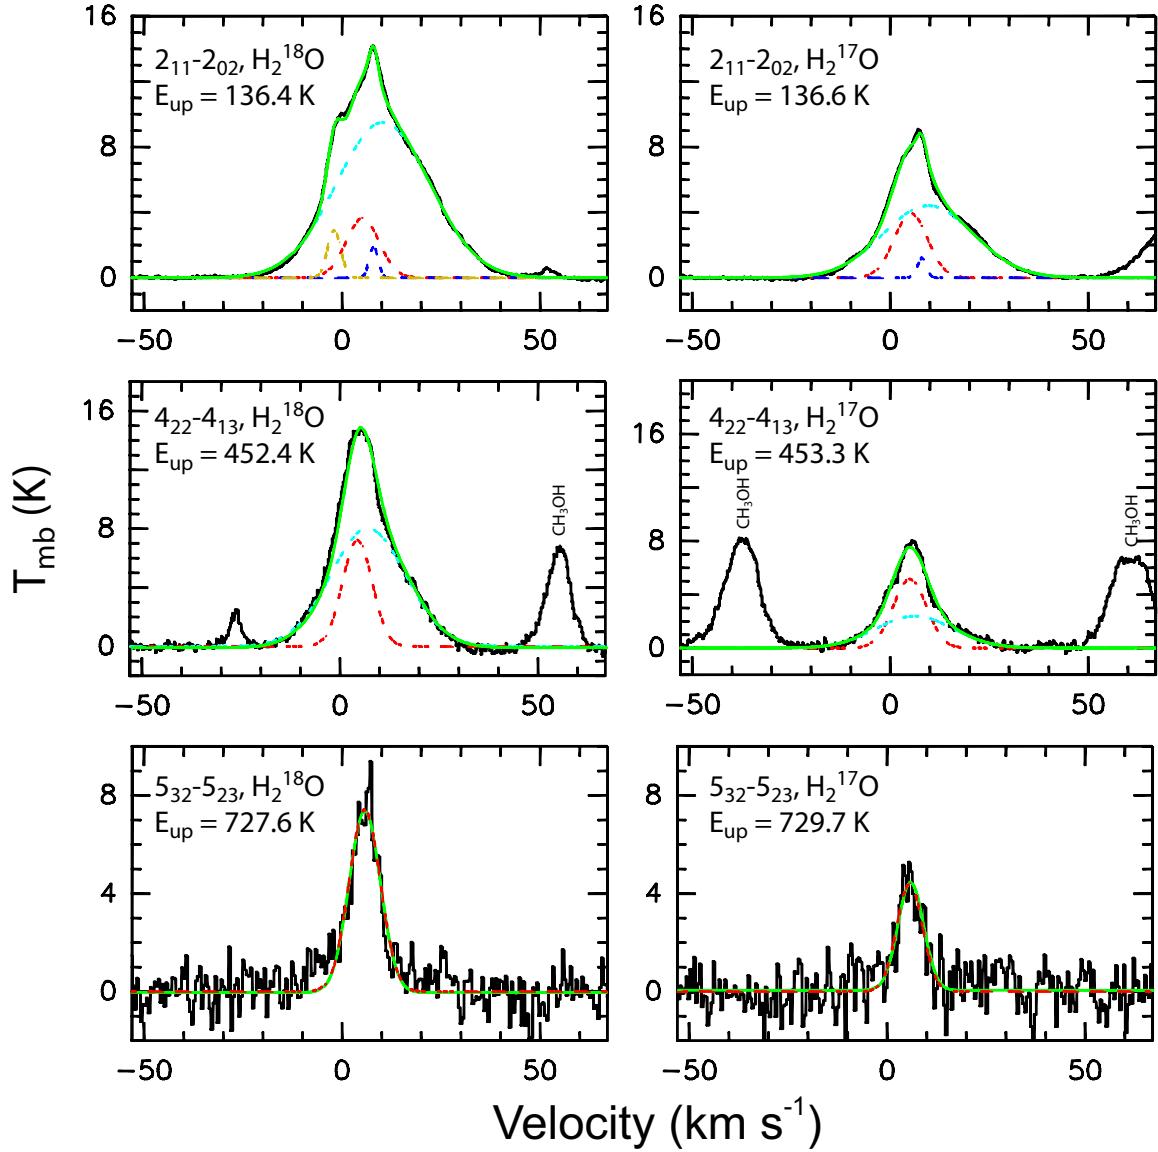 16
8
0
2₁₁-2₀₂, H₂¹⁸O
E_up = 136.4 K
−50
0
50
16
8
0
2₁₁-2₀₂, H₂¹⁷O
E_up = 136.6 K
−50
0
50
16
8
0
4₂₂-4₁₃, H₂¹⁸O
E_up = 452.4 K
CH₃OH
−50
0
50
16
8
0
4₂₂-4₁₃, H₂¹⁷O
E_up = 453.3 K
CH₃OH
CH₃OH
−50
0
50
T_mb (K)
8
4
0
5₃₂-5₂₃, H₂¹⁸O
E_up = 727.6 K
−50
0
50
8
4
0
5₃₂-5₂₃, H₂¹⁷O
E_up = 729.7 K
−50
0
50
Velocity (km s⁻¹)